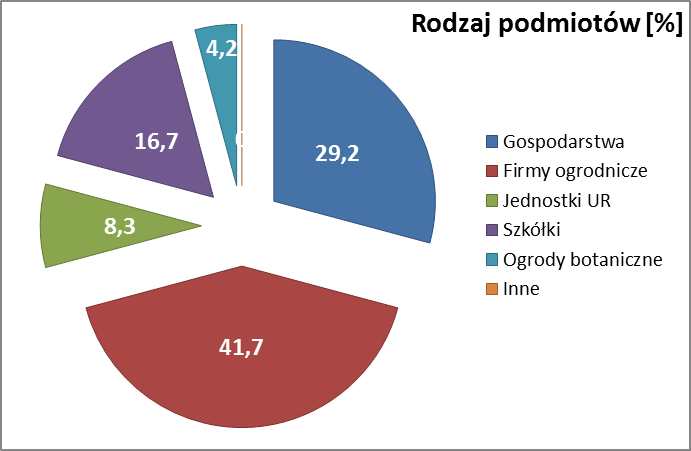 Rodzaj podmiotów [%]
4,2
16,7
29,2
8,3
41,7
Gospodarstwa
Firmy ogrodnicze
Jednostki UR
Szkółki
Ogrody botaniczne
Inne